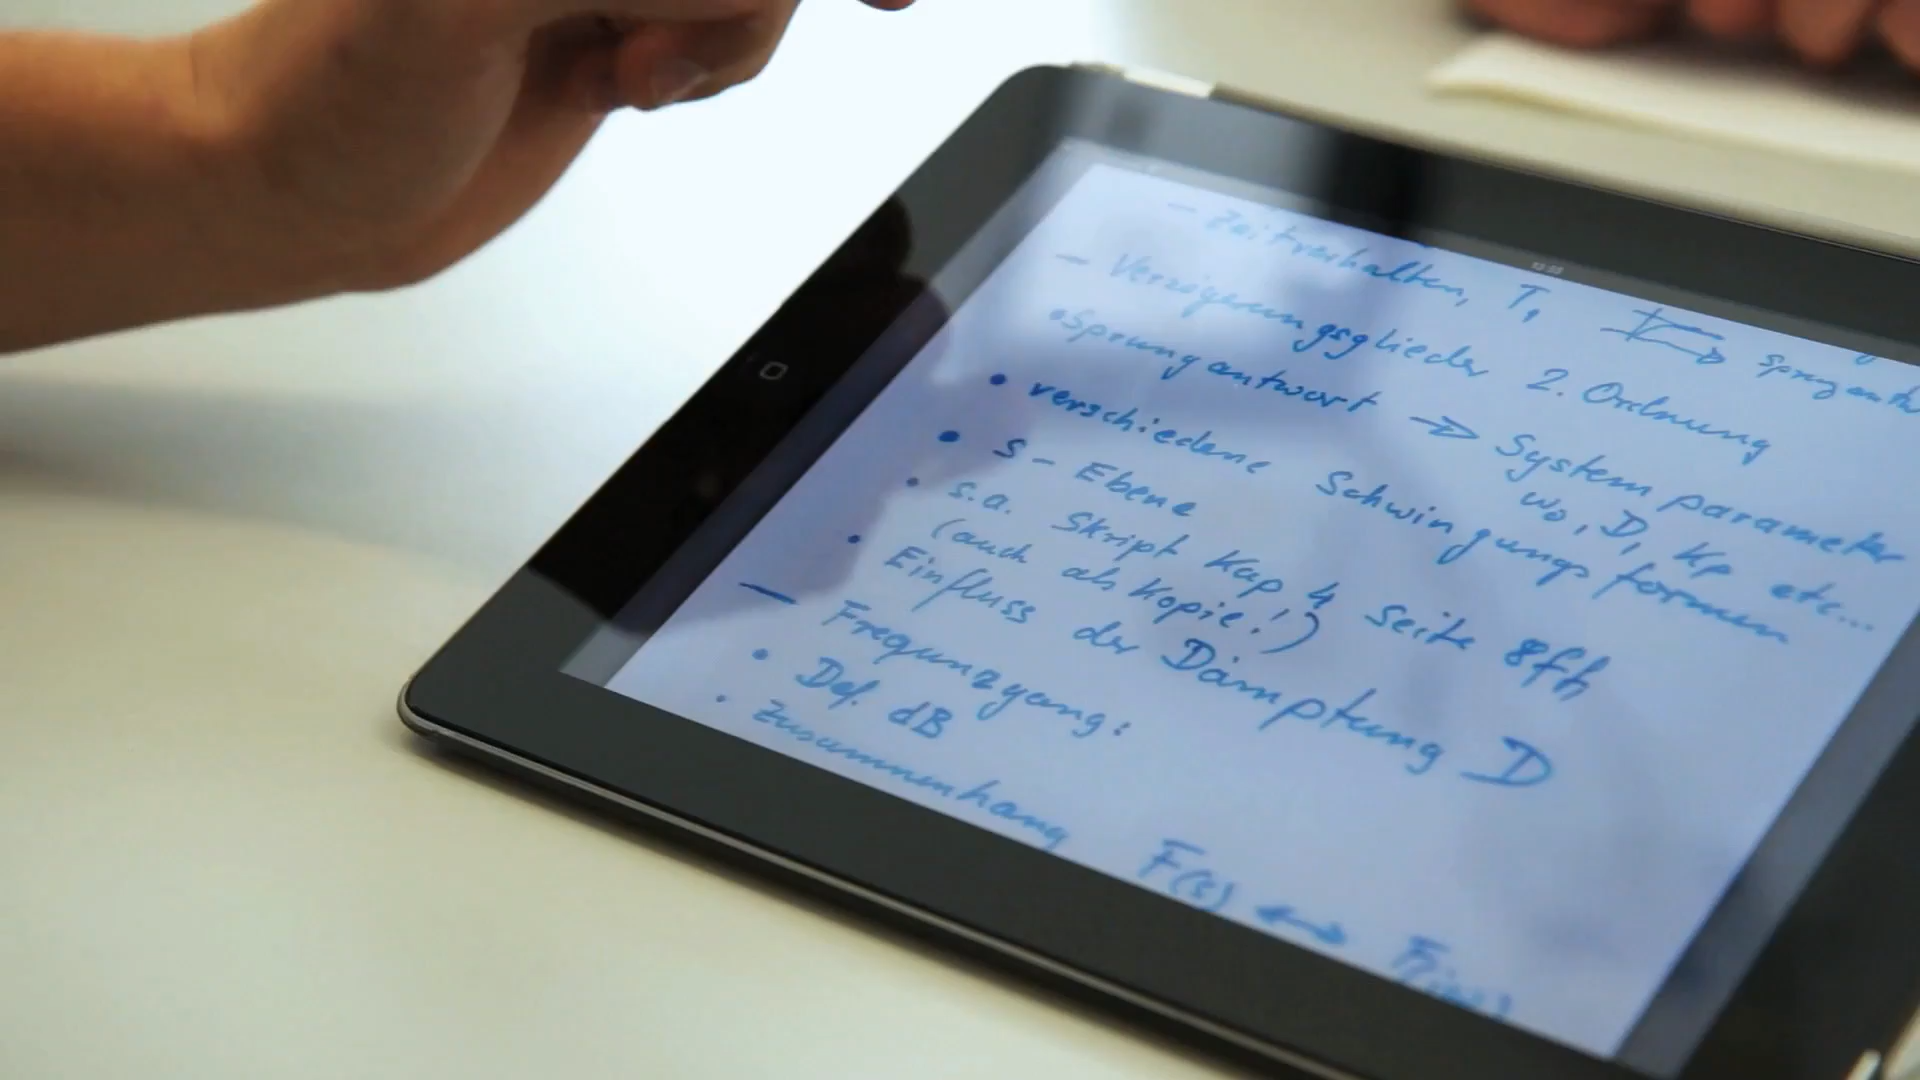 - Zeitverhalten, T, Sprungantw
- Verzögerungsglieder 2. Ordnung
• Sprungantwort → Systemparameter
ω₀, D, Kp etc...
• verschiedene Schwingungsformen
• s-Ebene
• s.a. Skript Kap 4 Seite 8ff
(auch als Kopie!)
• Einfluss der Dämpfung D
- Frequenzgang:
• Def. dB
• Zusammenhang F(s) ↔